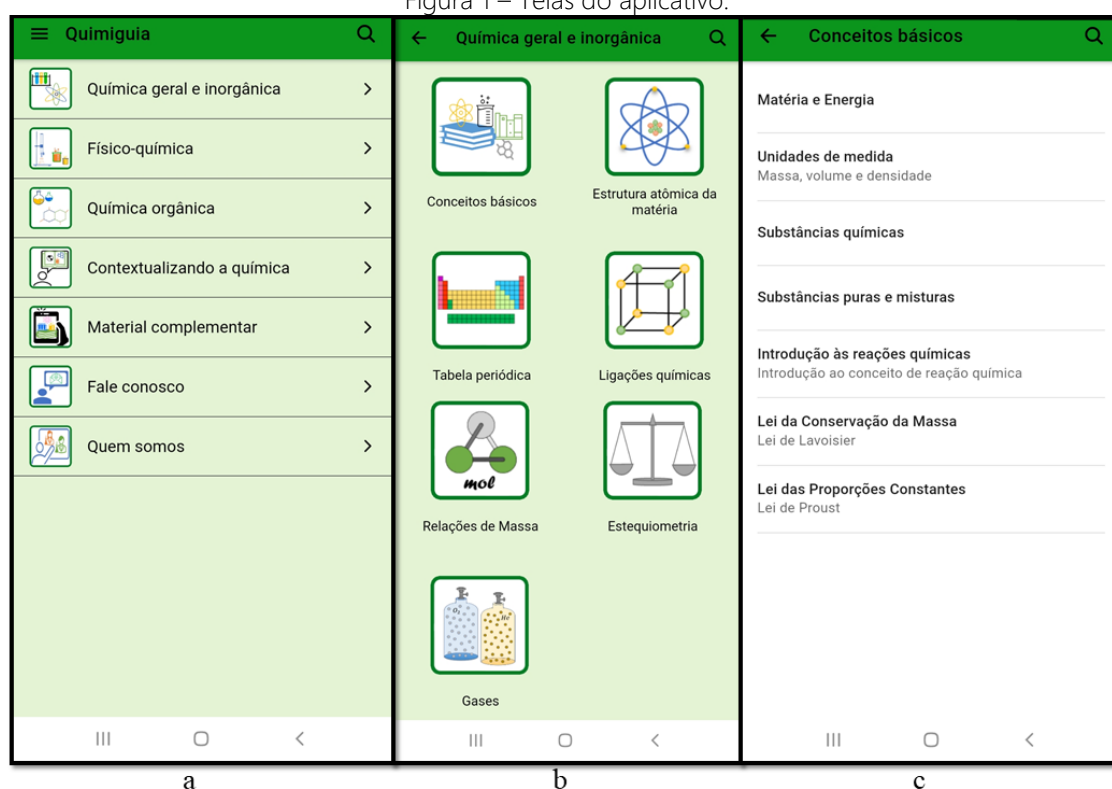 Figura 1 – Telas do aplicativo.
Quimiguia
Química geral e inorgânica
Físico-química
Química orgânica
Contextualizando a química
Material complementar
Fale conosco
Quem somos
a
Química geral e inorgânica
Conceitos básicos
Estrutura atômica da
matéria
Tabela periódica
Ligações químicas
mol
Relações de Massa
Estequiometria
O₂
He
Gases
b
Conceitos básicos
Matéria e Energia
Unidades de medida
Massa, volume e densidade
Substâncias químicas
Substâncias puras e misturas
Introdução às reações químicas
Introdução ao conceito de reação química
Lei da Conservação da Massa
Lei de Lavoisier
Lei das Proporções Constantes
Lei de Proust
c